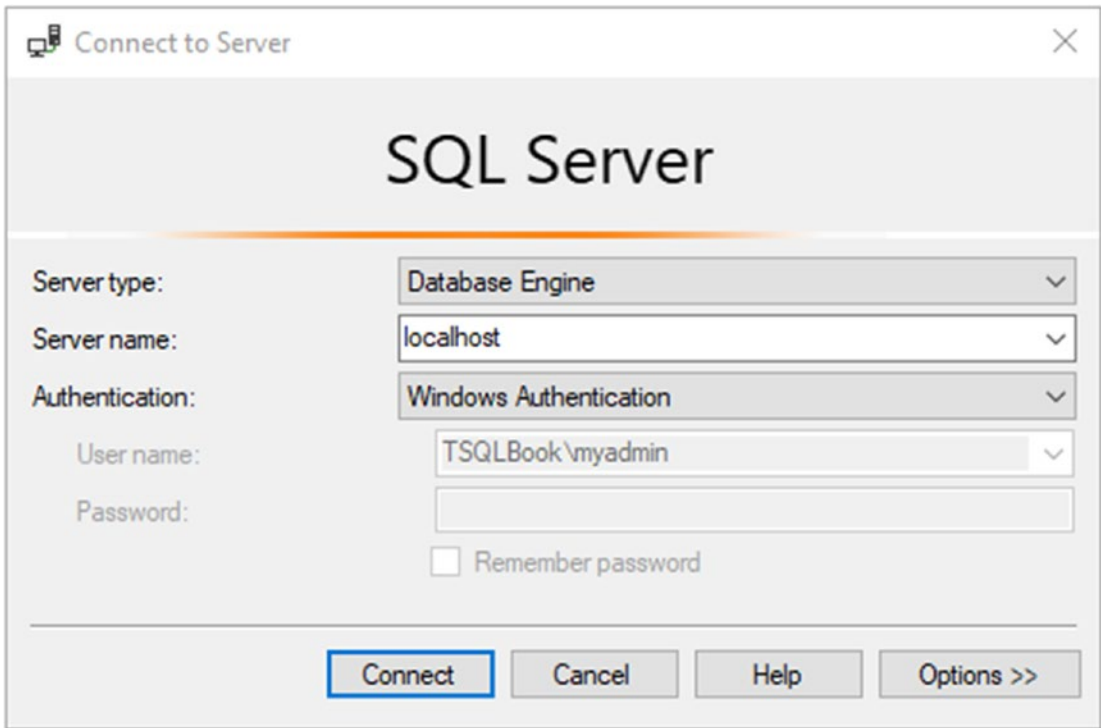 Connect to Server
SQL Server
Server type: Database Engine
Server name: localhost
Authentication: Windows Authentication
User name: TSQLBook\myadmin
Password:
Remember password
Connect Cancel Help Options >>